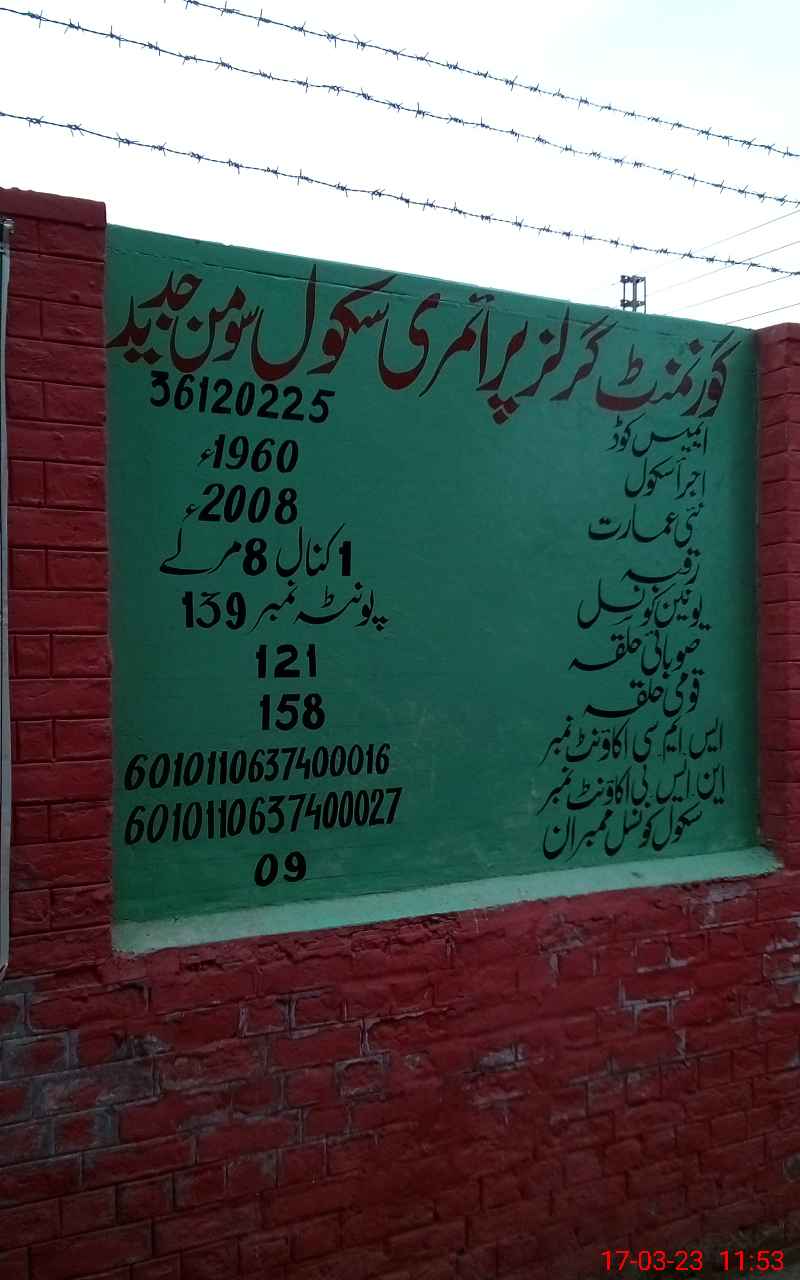 گورنمنٹ گرلز پرائمری سکول سومن جدید
ایمیس کوڈ 36120225
اجراسکول 1960ء
نئی عمارت 2008ء
رقبہ 1 کنال 8 مرلے
یونین کونسل پونٹہ نمبر 139
صوبائی حلقہ 121
قومی حلقہ 158
ایس ایم سی اکاؤنٹ نمبر 6010110637400016
این ایس بی اکاؤنٹ نمبر 6010110637400027
سکول کونسل ممبران 09
17-03-23 11:53